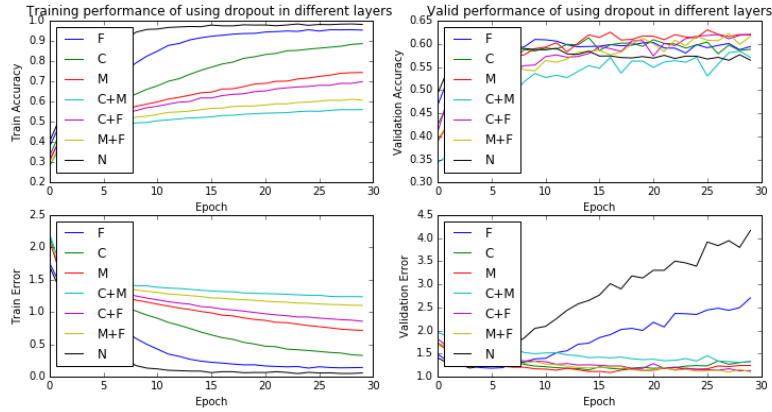 Training performance of using dropout in different layers
1.0
0.9
0.8
0.7
0.6
0.5
0.4
0.3
0.2
Train Accuracy
F
C
M
C+M
C+F
M+F
N
0 5 10 15 20 25 30
Epoch
Valid performance of using dropout in different layers
0.65
0.60
0.55
0.50
0.45
0.40
0.35
0.30
Validation Accuracy
F
C
M
C+M
C+F
M+F
N
0 5 10 15 20 25 30
Epoch
2.5
2.0
1.5
1.0
0.5
0.0
Train Error
F
C
M
C+M
C+F
M+F
N
0 5 10 15 20 25 30
Epoch
4.5
4.0
3.5
3.0
2.5
2.0
1.5
1.0
Validation Error
F
C
M
C+M
C+F
M+F
N
0 5 10 15 20 25 30
Epoch